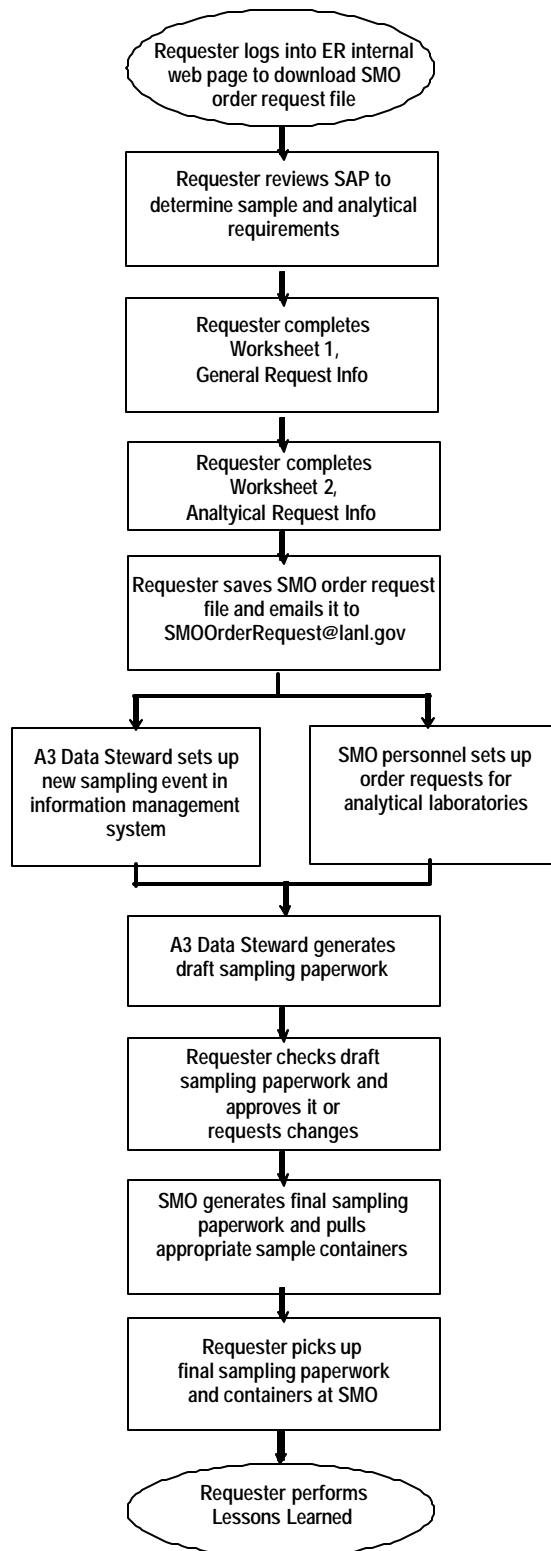 Requester logs into ER internal
web page to download SMO
order request file
Requester reviews SAP to
determine sample and analytical
requirements
Requester completes
Worksheet 1,
General Request Info
Requester completes
Worksheet 2,
Analtyical Request Info
Requester saves SMO order request
file and emails it to
SMOOrderRequest@lanl.gov
A3 Data Steward sets up
new sampling event in
information management
system
SMO personnel sets up
order requests for
analytical laboratories
A3 Data Steward generates
draft sampling paperwork
Requester checks draft
sampling paperwork and
approves it or
requests changes
SMO generates final sampling
paperwork and pulls
appropriate sample containers
Requester picks up
final sampling paperwork
and containers at SMO
Requester performs
Lessons Learned